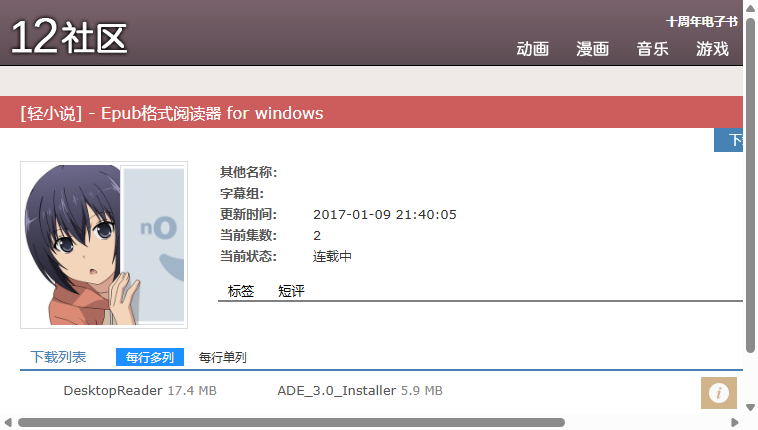 12社区
十周年电子书
动画 漫画 音乐 游戏
[轻小说] - Epub格式阅读器 for windows
下
nO
其他名称:
字幕组:
更新时间: 2017-01-09 21:40:05
当前集数: 2
当前状态: 连载中
标签 短评
下载列表 每行多列 每行单列
DesktopReader 17.4 MB ADE_3.0_Installer 5.9 MB
i